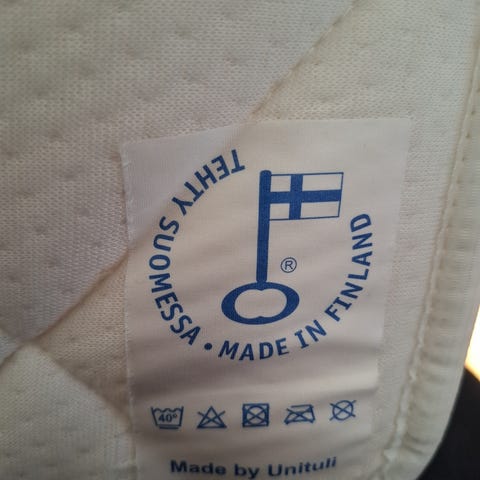 TEHTY SUOMESSA • MADE IN FINLAND
®
40°
Made by Unituli